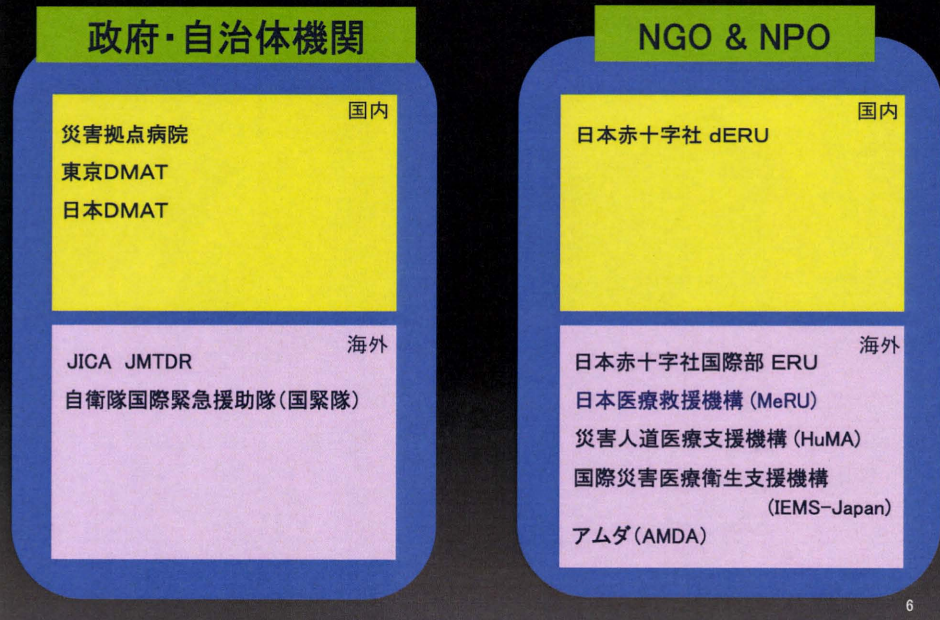 政府・自治体機関
国内
災害拠点病院
東京DMAT
日本DMAT
海外
JICA JMTDR
自衛隊国際緊急援助隊(国緊隊)
NGO & NPO
国内
日本赤十字社 dERU
海外
日本赤十字社国際部 ERU
日本医療救援機構 (MeRU)
災害人道医療支援機構 (HuMA)
国際災害医療衛生支援機構
(IEMS-Japan)
アムダ(AMDA)
6